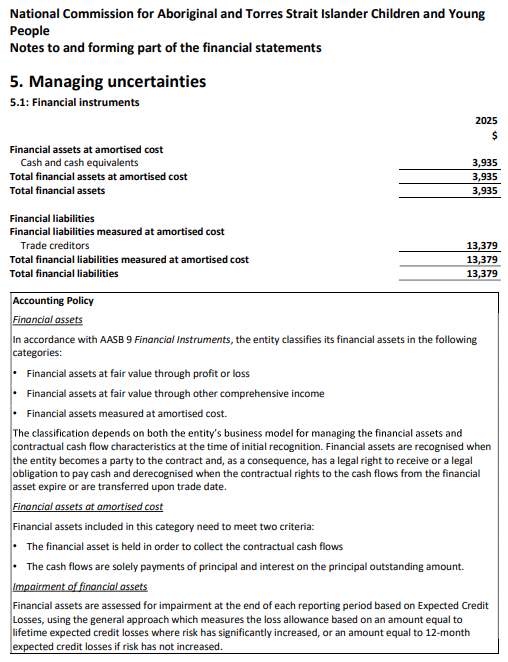 National Commission for Aboriginal and Torres Strait Islander Children and Young
People
Notes to and forming part of the financial statements
5. Managing uncertainties
5.1: Financial instruments
2025
$
Financial assets at amortised cost
Cash and cash equivalents 3,935
Total financial assets at amortised cost 3,935
Total financial assets 3,935
Financial liabilities
Financial liabilities measured at amortised cost
Trade creditors 13,379
Total financial liabilities measured at amortised cost 13,379
Total financial liabilities 13,379
Accounting Policy
Financial assets
In accordance with AASB 9 Financial Instruments, the entity classifies its financial assets in the following
categories:
• Financial assets at fair value through profit or loss
• Financial assets at fair value through other comprehensive income
• Financial assets measured at amortised cost.
The classification depends on both the entity's business model for managing the financial assets and
contractual cash flow characteristics at the time of initial recognition. Financial assets are recognised when
the entity becomes a party to the contract and, as a consequence, has a legal right to receive or a legal
obligation to pay cash and derecognised when the contractual rights to the cash flows from the financial
asset expire or are transferred upon trade date.
Financial assets at amortised cost
Financial assets included in this category need to meet two criteria:
• The financial asset is held in order to collect the contractual cash flows
• The cash flows are solely payments of principal and interest on the principal outstanding amount.
Impairment of financial assets
Financial assets are assessed for impairment at the end of each reporting period based on Expected Credit
Losses, using the general approach which measures the loss allowance based on an amount equal to
lifetime expected credit losses where risk has significantly increased, or an amount equal to 12-month
expected credit losses if risk has not increased.